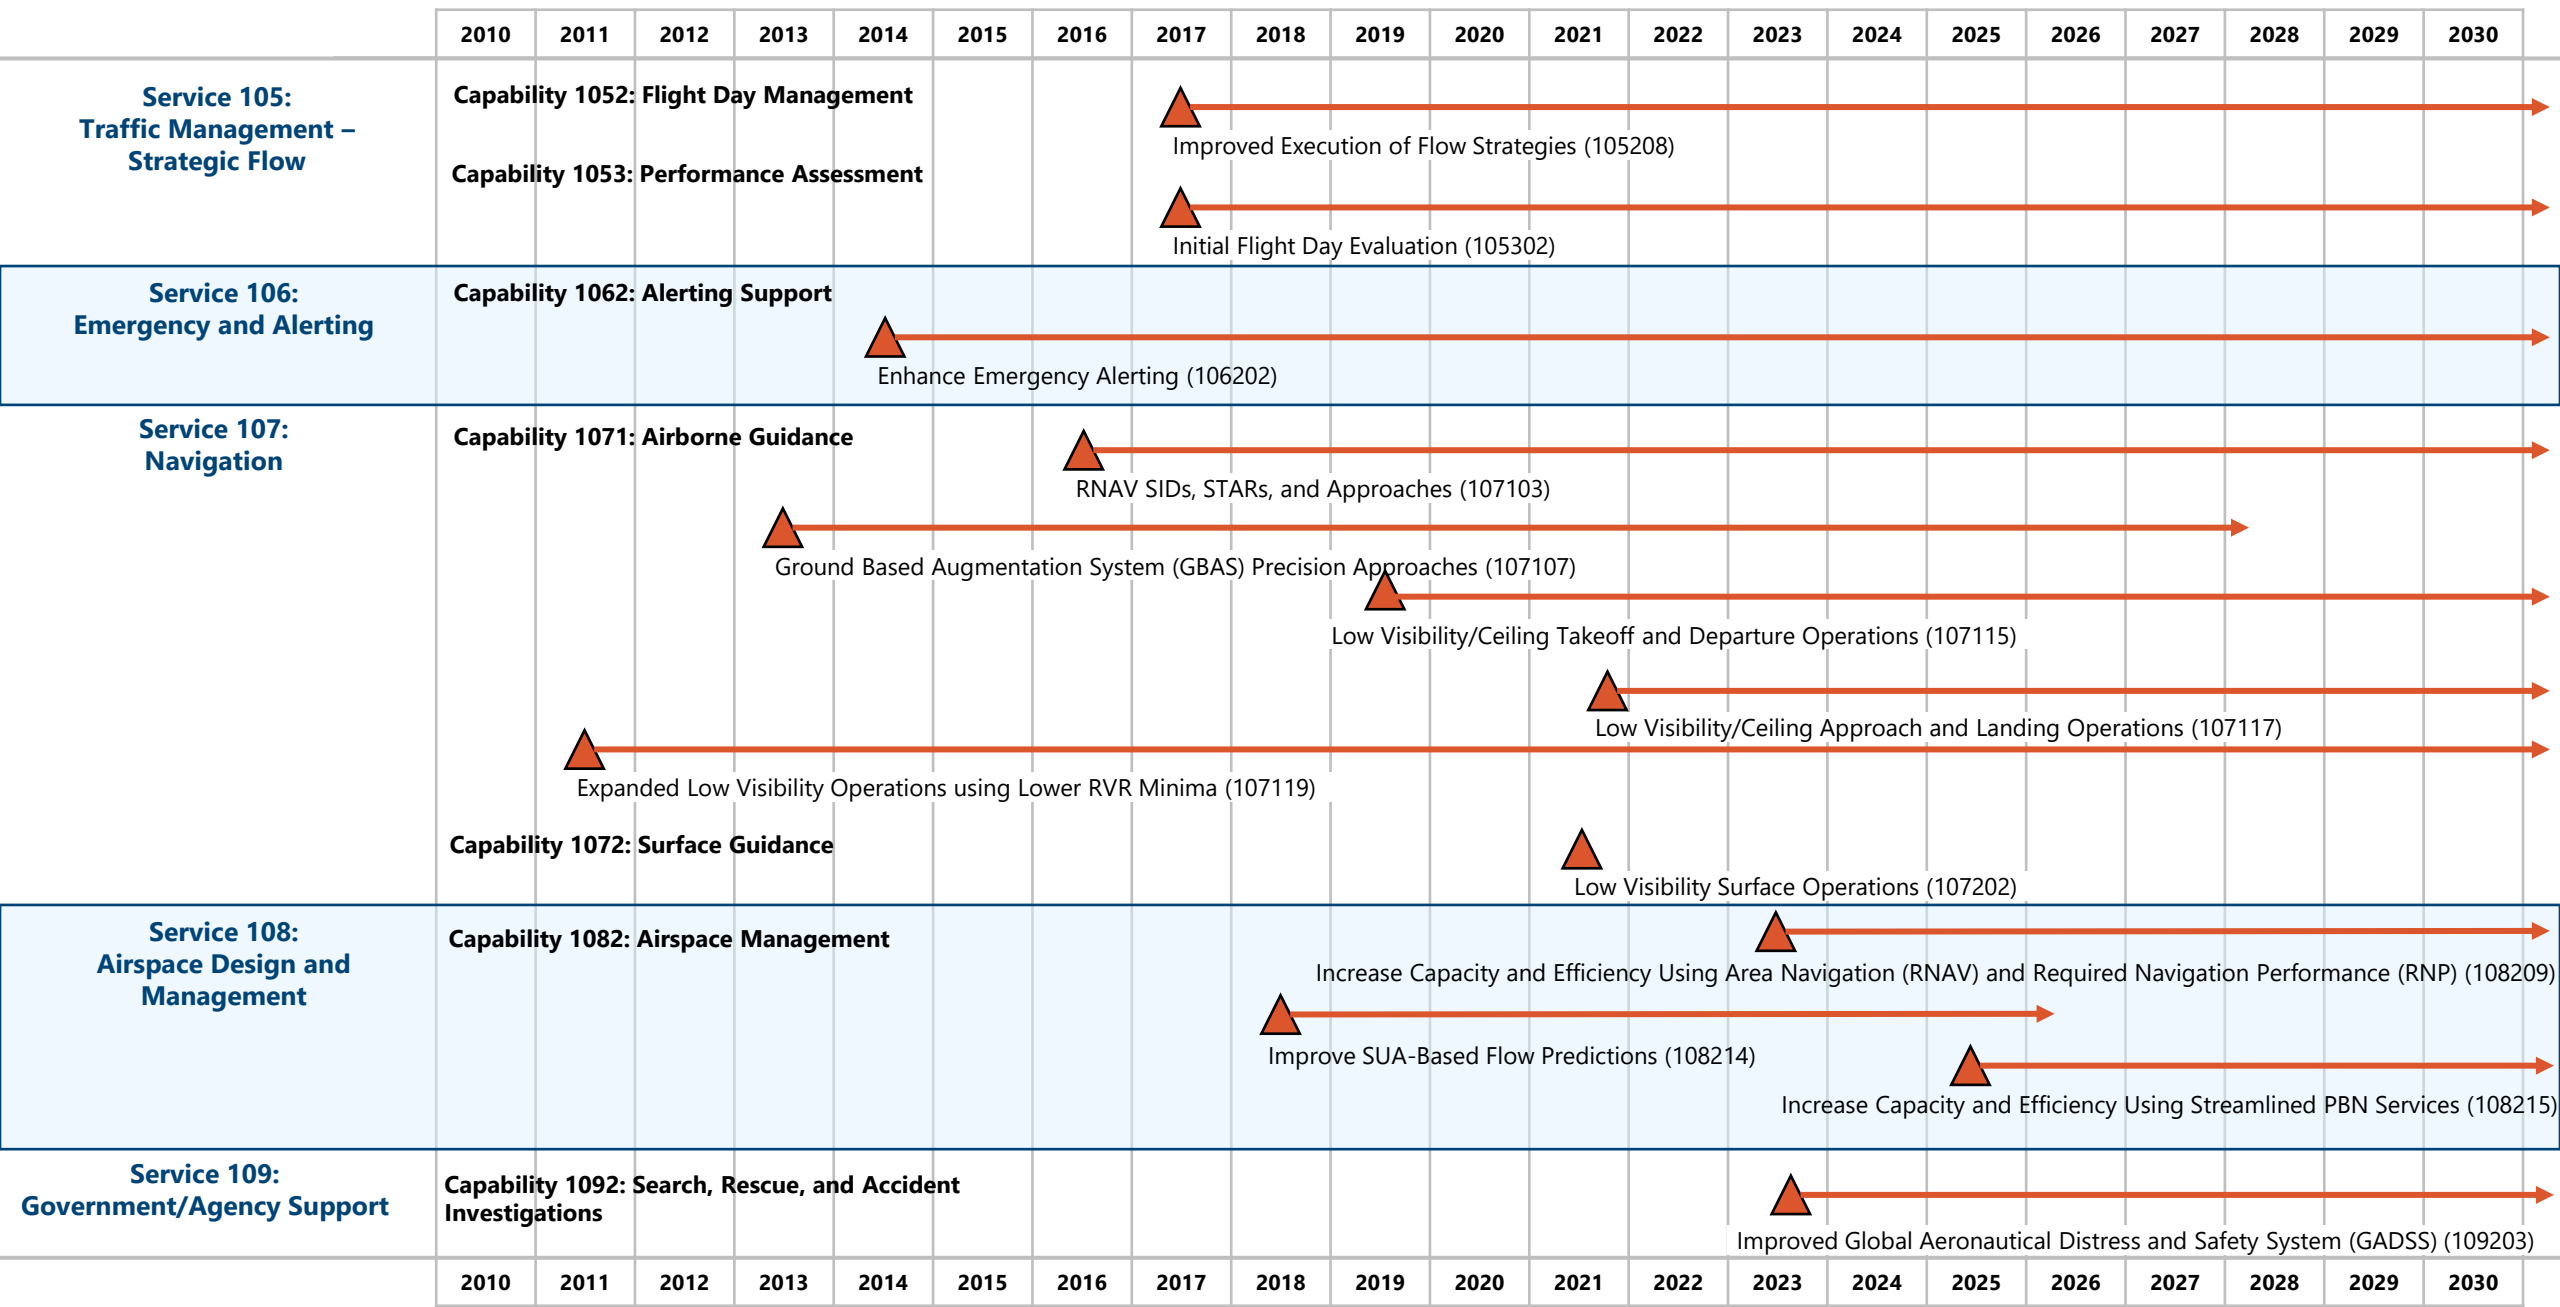 2010 2011 2012 2013 2014 2015 2016 2017 2018 2019 2020 2021 2022 2023 2024 2025 2026 2027 2028 2029 2030
Service 105:
Traffic Management –
Strategic Flow
Capability 1052: Flight Day Management
Improved Execution of Flow Strategies (105208)
Capability 1053: Performance Assessment
Initial Flight Day Evaluation (105302)
Service 106:
Emergency and Alerting
Capability 1062: Alerting Support
Enhance Emergency Alerting (106202)
Service 107:
Navigation
Capability 1071: Airborne Guidance
RNAV SIDs, STARs, and Approaches (107103)
Ground Based Augmentation System (GBAS) Precision Approaches (107107)
Low Visibility/Ceiling Takeoff and Departure Operations (107115)
Low Visibility/Ceiling Approach and Landing Operations (107117)
Expanded Low Visibility Operations using Lower RVR Minima (107119)
Capability 1072: Surface Guidance
Low Visibility Surface Operations (107202)
Service 108:
Airspace Design and
Management
Capability 1082: Airspace Management
Increase Capacity and Efficiency Using Area Navigation (RNAV) and Required Navigation Performance (RNP) (108209)
Improve SUA-Based Flow Predictions (108214)
Increase Capacity and Efficiency Using Streamlined PBN Services (108215)
Service 109:
Government/Agency Support
Capability 1092: Search, Rescue, and Accident
Investigations
Improved Global Aeronautical Distress and Safety System (GADSS) (109203)
2010 2011 2012 2013 2014 2015 2016 2017 2018 2019 2020 2021 2022 2023 2024 2025 2026 2027 2028 2029 2030